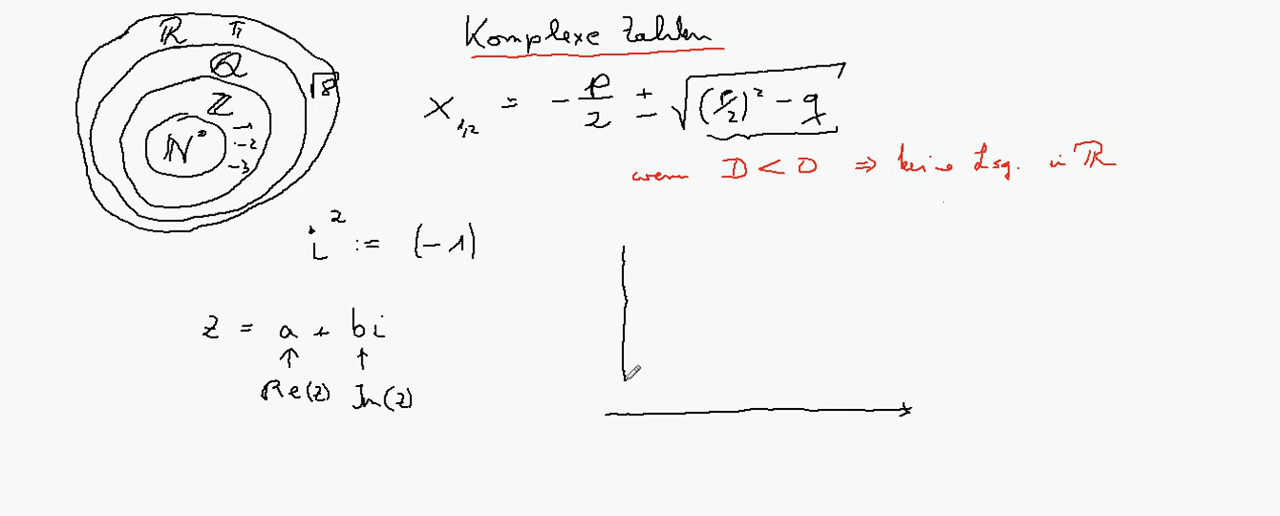 Komplexe Zahlen
ℝ π
ℚ
√8
ℤ
ℕ°
-1
-2
-3
x₁,₂ = -p/2 ± √((p/2)² - q)
wenn D < 0 ⇒ keine Lsg. in ℝ
i² := (-1)
z = a + bi
↑ ↑
Re(z) Im(z)